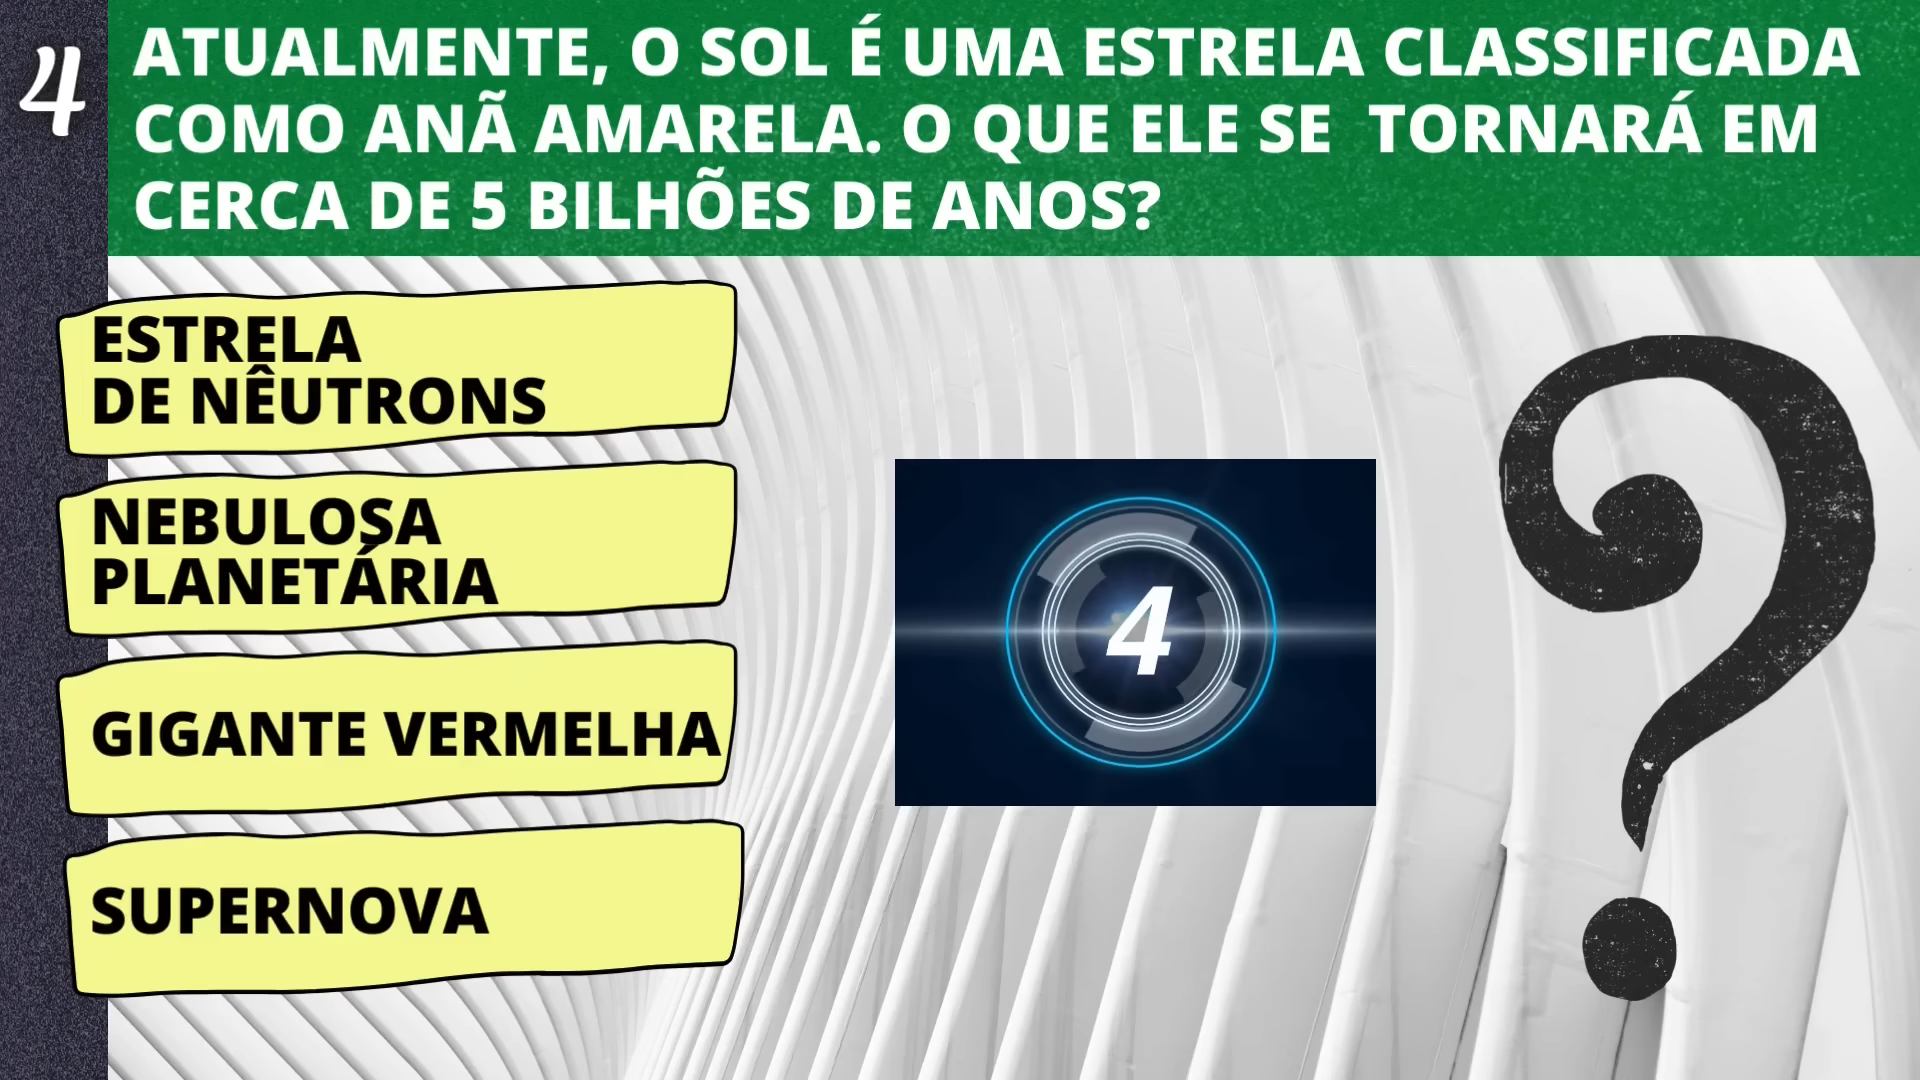 4
ATUALMENTE, O SOL É UMA ESTRELA CLASSIFICADA
COMO ANÃ AMARELA. O QUE ELE SE TORNARÁ EM
CERCA DE 5 BILHÕES DE ANOS?
ESTRELA
DE NÊUTRONS
NEBULOSA
PLANETÁRIA
GIGANTE VERMELHA
SUPERNOVA
4
?